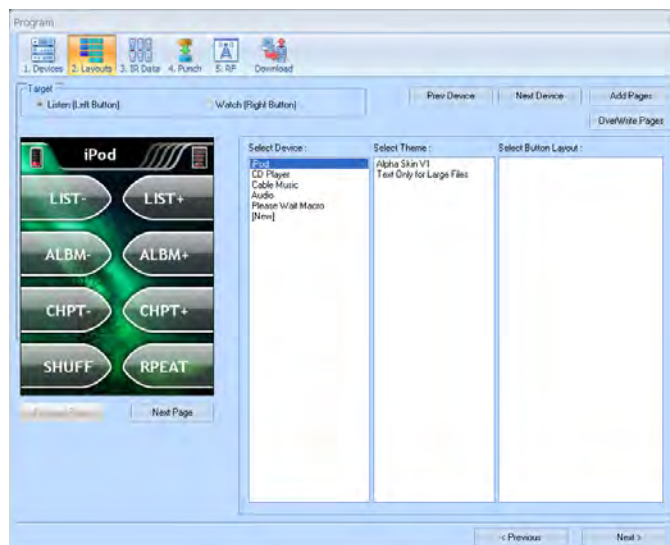 Program
1. Devices 2. Layouts 3. IR Data 4. Punch 5. RF Download
Target
Listen (Left Button) Watch (Right Button)
Prev Device Next Device Add Pages
OverWrite Pages
iPod
LIST- LIST+
ALBM- ALBM+
CHPT- CHPT+
SHUFF RPEAT
Next Page
Select Device :
iPod
CD Player
Cable Music
Audio
Please Wait Macro
[New]
Select Theme :
Alpha Skin V1
Text Only for Large Files
Select Button Layout :
< Previous Next >